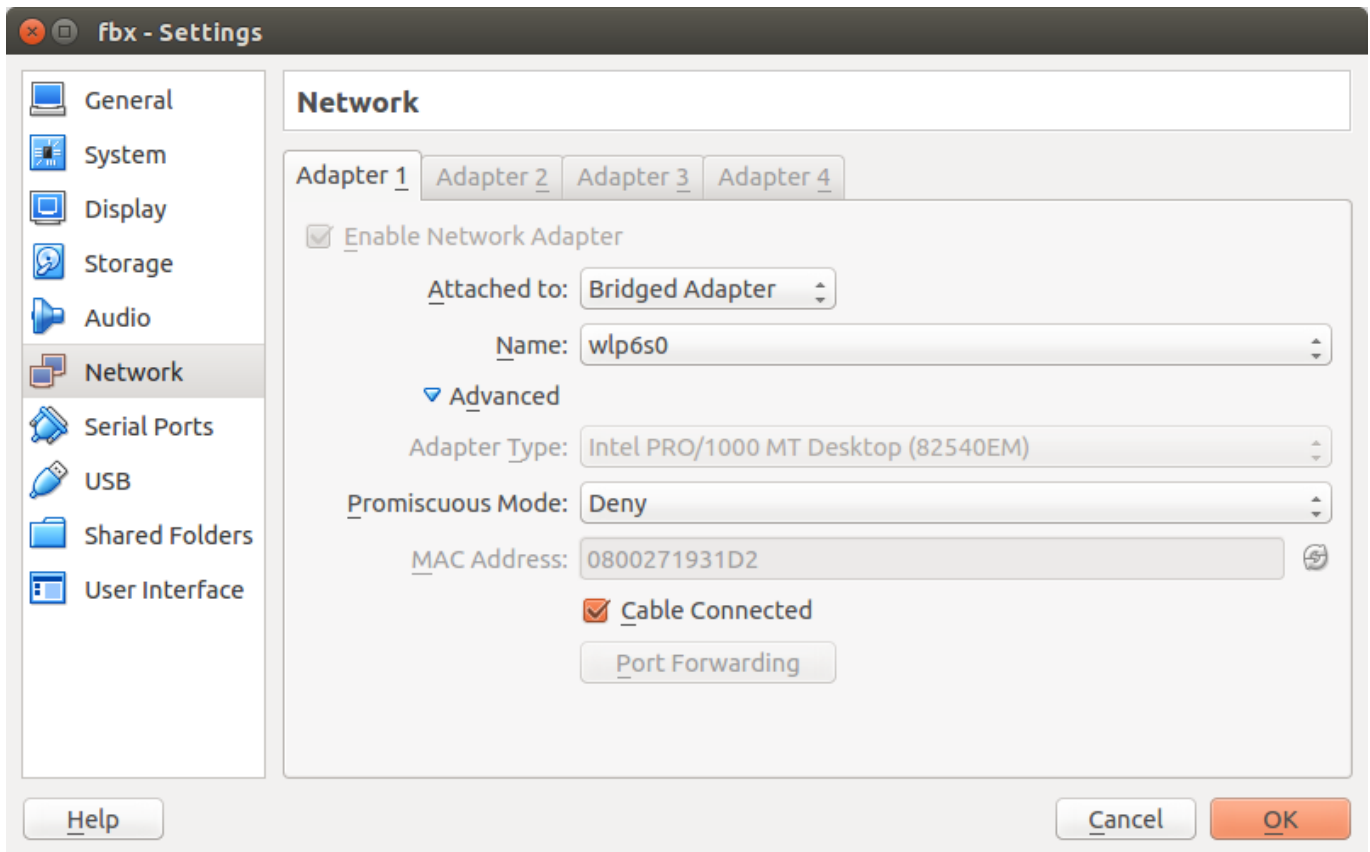 fbx - Settings
General
System
Display
Storage
Audio
Network
Serial Ports
USB
Shared Folders
User Interface
Network
Adapter 1 Adapter 2 Adapter 3 Adapter 4
Enable Network Adapter
Attached to: Bridged Adapter
Name: wlp6s0
Advanced
Adapter Type: Intel PRO/1000 MT Desktop (82540EM)
Promiscuous Mode: Deny
MAC Address: 0800271931D2
Cable Connected
Port Forwarding
Help Cancel OK